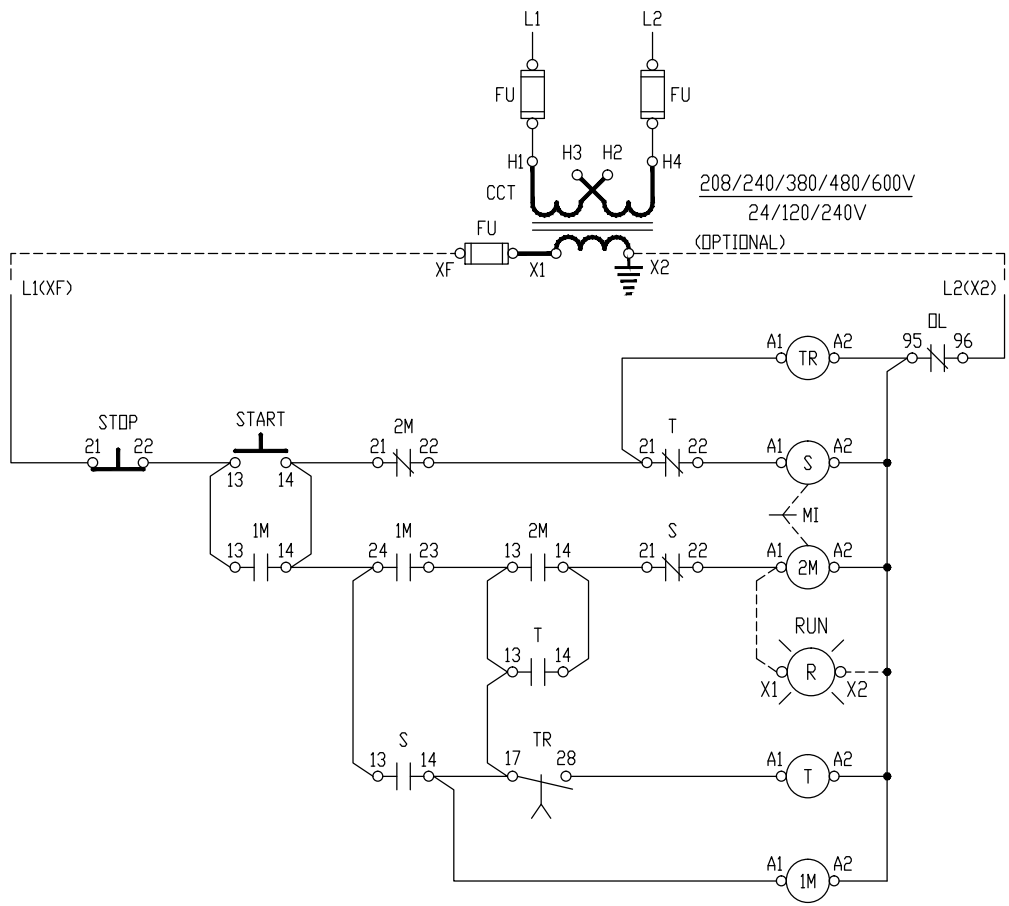 L1 L2
FU FU
H1 H3 H2 H4
CCT
208/240/380/480/600V
24/120/240V
(OPTIONAL)
FU
XF X1 X2
L1(XF) L2(X2)
OL
A1 TR A2 95 96
STOP START 2M T
21 22 21 22 21 22 A1 S A2
13 14
MI
1M 1M 2M S
13 14 24 23 13 14 21 22 A1 2M A2
RUN
T
13 14 R
X1 X2
S TR
13 14 17 28 A1 T A2
A1 1M A2